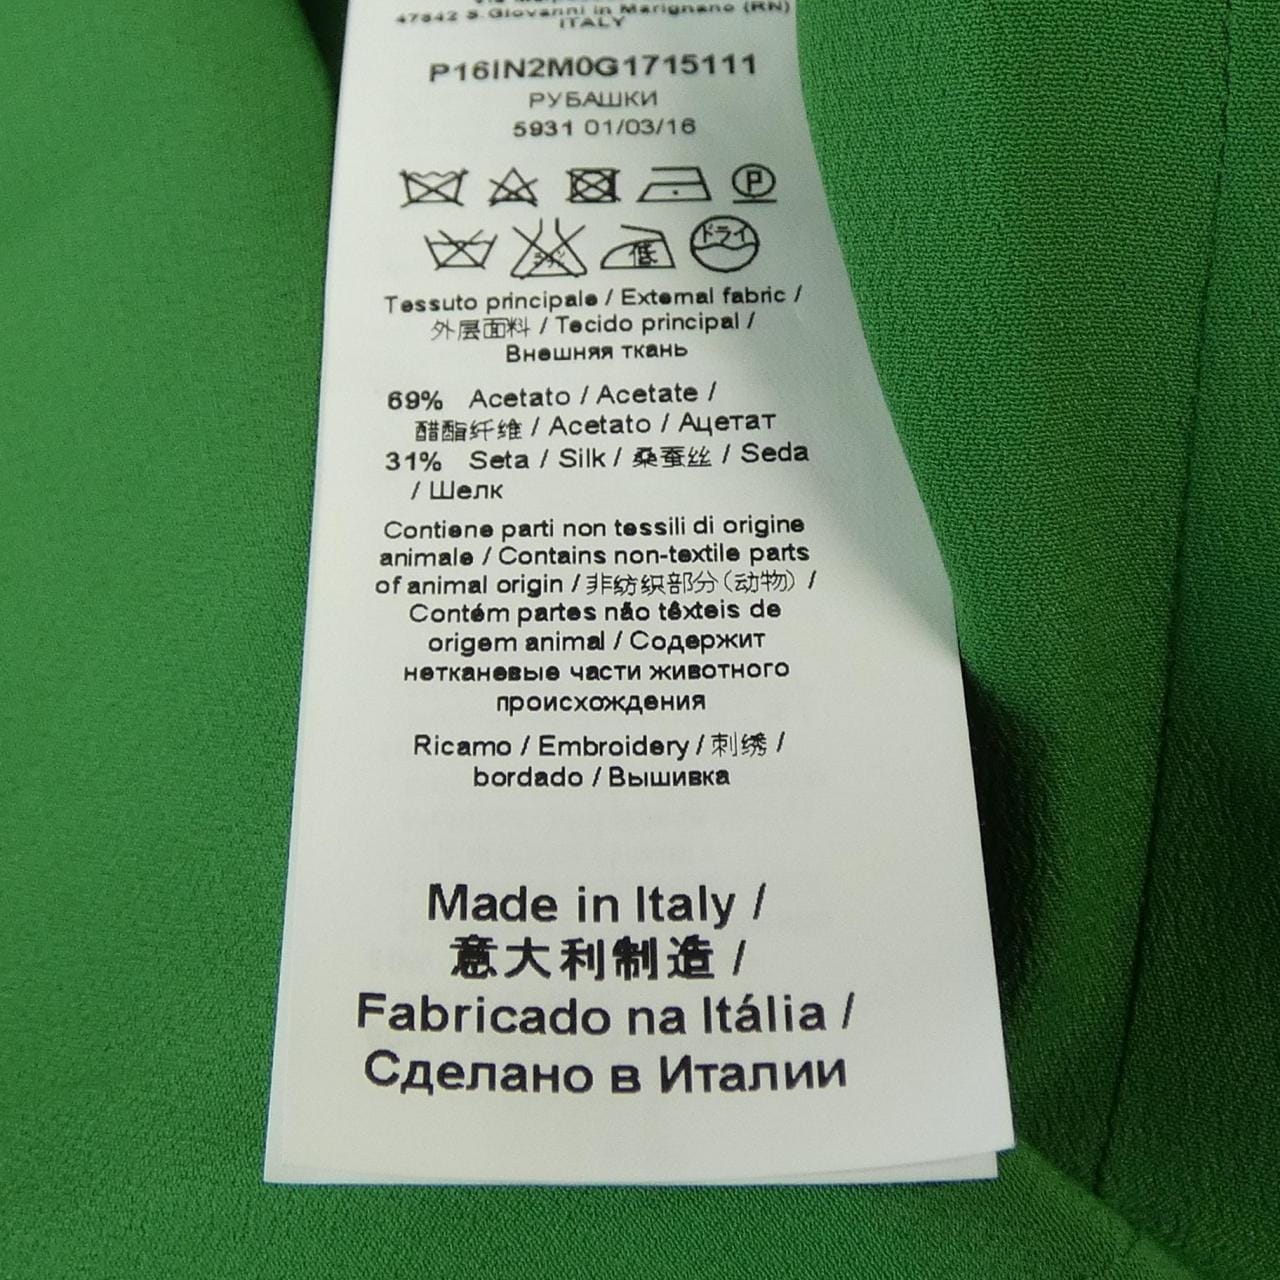 47842 S.Giovanni in Marignano (RN)
ITALY
P16IN2M0G1715111
РУБАШКИ
5931 01/03/16
P
ドライ
低
Tessuto principale / External fabric /
外层面料 / Tecido principal /
Внешняя ткань
69% Acetato / Acetate /
醋酯纤维 / Acetato / Ацетат
31% Seta / Silk / 桑蚕丝 / Seda
/ Шелк
Contiene parti non tessili di origine
animale / Contains non-textile parts
of animal origin / 非纺织部分(动物) /
Contém partes não têxteis de
origem animal / Содержит
нетканевые части животного
происхождения
Ricamo / Embroidery / 刺绣 /
bordado / Вышивка
Made in Italy /
意大利制造 /
Fabricado na Itália /
Сделано в Италии